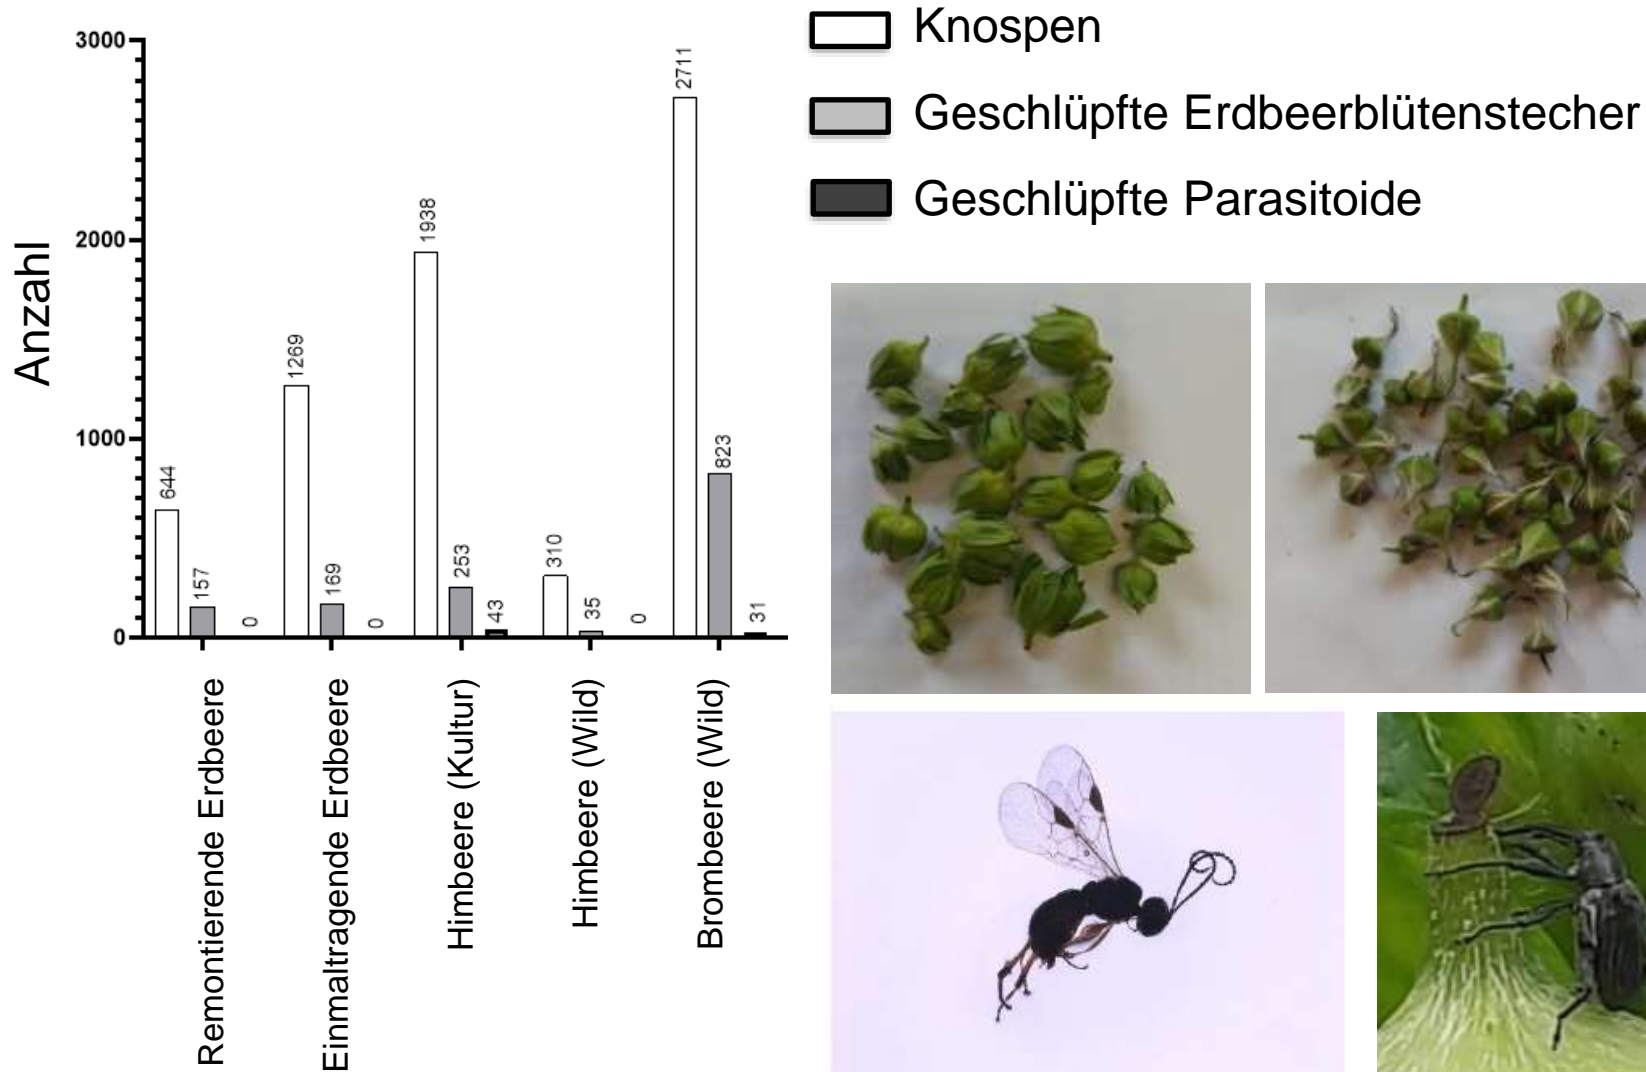 Knospen
Geschlüpfte Erdbeerblütenstecher
Geschlüpfte Parasitoide
Anzahl
3000
2000
1000
0
644
157
0
1269
169
0
1938
253
43
310
35
0
2711
823
31
Remontierende Erdbeere
Einmaltragende Erdbeere
Himbeere (Kultur)
Himbeere (Wild)
Brombeere (Wild)